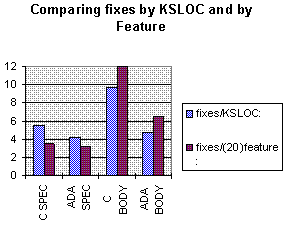 Comparing fixes by KSLOC and by
Feature
12
10
8
6
4
2
0
C SPEC
ADA
SPEC
C
BODY
ADA
BODY
fixes/KSLOC:
fixes/(20)feature
: